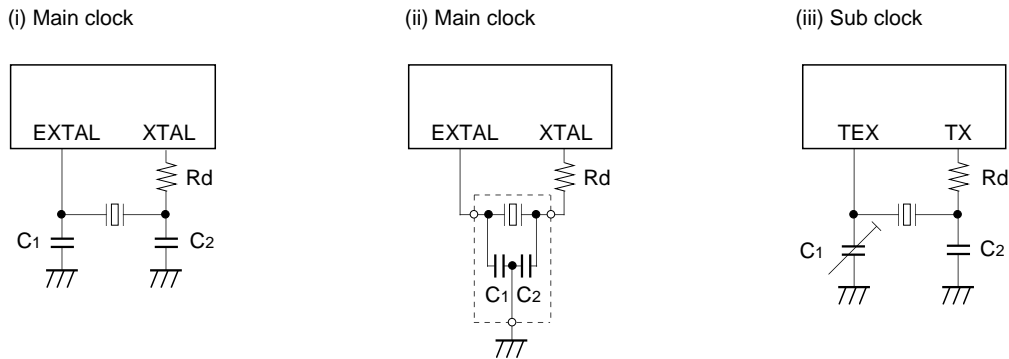 (i) Main clock
(ii) Main clock
(iii) Sub clock
EXTAL XTAL
Rd
C1
C2
EXTAL XTAL
Rd
C1 C2
TEX TX
Rd
C1
C2